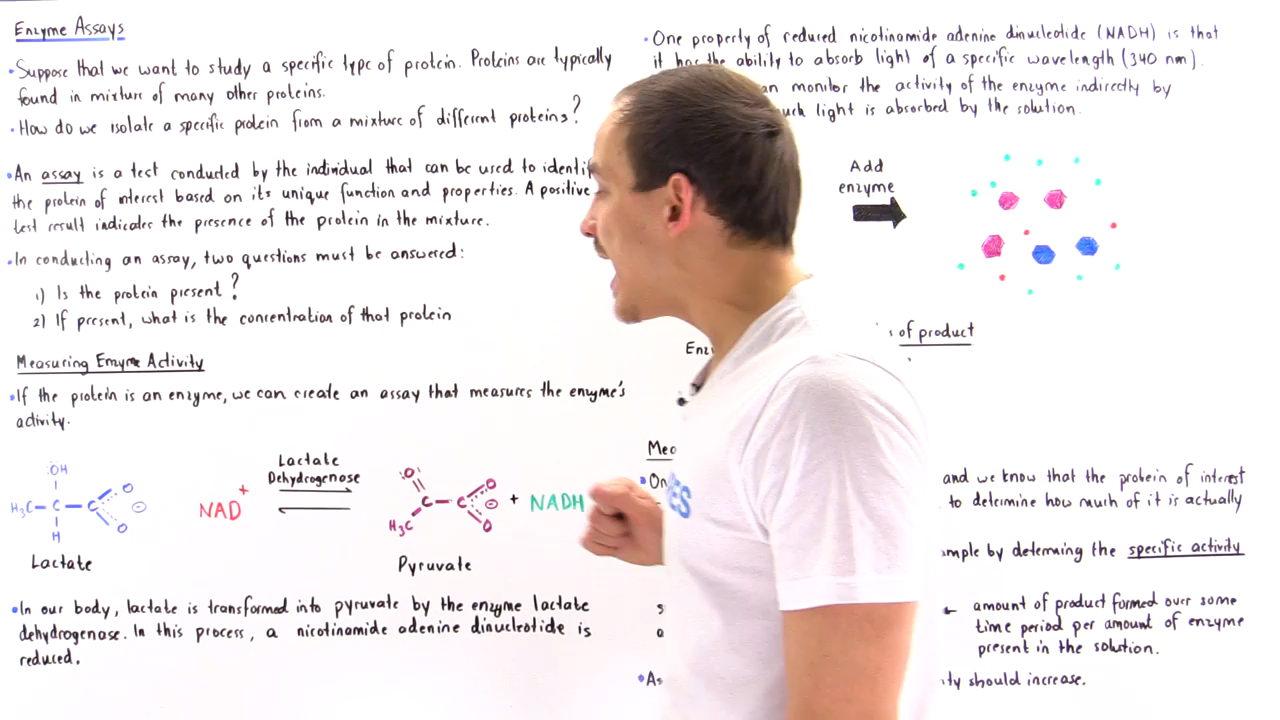 Enzyme Assays
•Suppose that we want to study a specific type of protein. Proteins are typically
found in mixture of many other proteins.
•How do we isolate a specific protein from a mixture of different proteins?
•An assay is a test conducted by the individual that can be used to
the protein of interest based on its unique function and properties. A positive
test result indicates the presence of the protein in the mixture.
•In conducting an assay, two questions must be answered:
1) Is the protein present?
2) If present, what is the concentration of that protein
Measuring Enzyme Activity
•If the protein is an enzyme, we can create an assay that measures the enzyme's
activity.
OH
H₃C–C–C O
O
H
⊖
Lactate
NAD+
Lactate
Dehydrogenase
O
C–C O
O
H₃C
⊖
Pyruvate
+ NADH
•In our body, lactate is transformed into pyruvate by the enzyme lactate
dehydrogenase. In this process, a nicotinamide adenine dinucleotide is
reduced.
•One property of reduced nicotinamide adenine dinucleotide (NADH) is that
it has the ability to absorb light of a specific wavelength (340 nm).
monitor the activity of the enzyme indirectly by
light is absorbed by the solution.
Add
enzyme
of product
and we know that the protein of interest
to determine how much of it is actually
by determing the specific activity
amount of product formed over some
time period per amount of enzyme
present in the solution.
should increase.